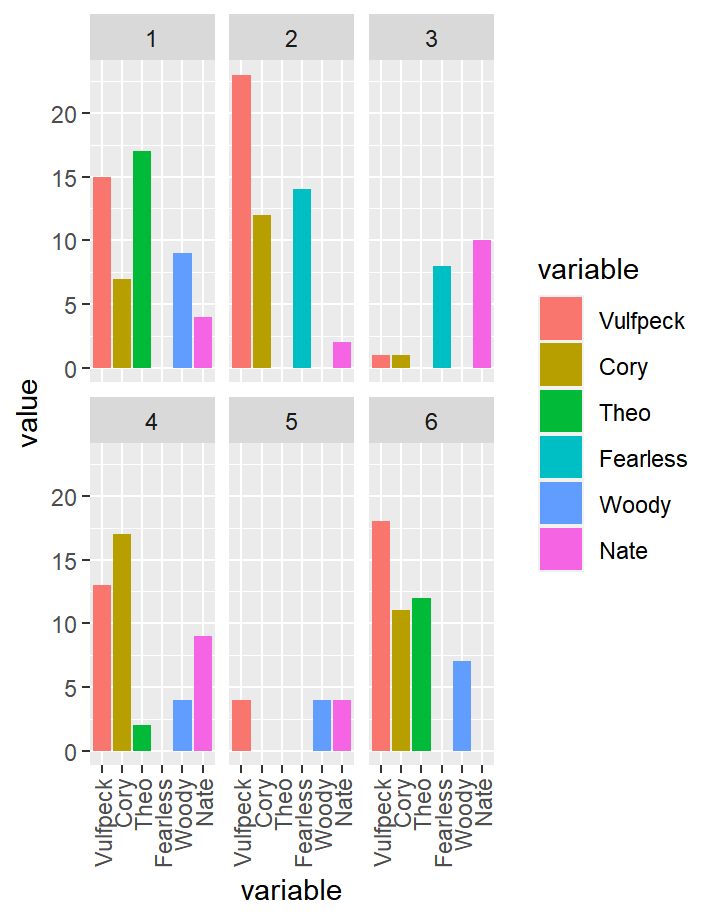 1 2 3
20
15
10
5
0
4 5 6
20
15
10
5
0
value
Vulfpeck Cory Theo Fearless Woody Nate Vulfpeck Cory Theo Fearless Woody Nate Vulfpeck Cory Theo Fearless Woody Nate
variable
variable
Vulfpeck
Cory
Theo
Fearless
Woody
Nate